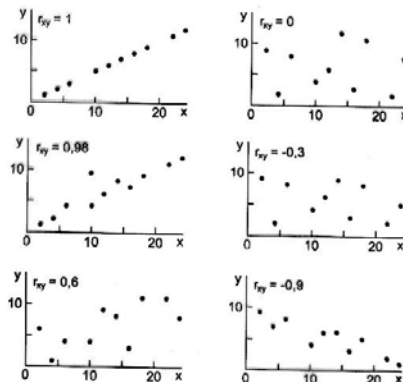 y r_xy = 1
10
0 10 20 x
y r_xy = 0
10
0 10 20 x
y r_xy = 0,98
10
0 10 20 x
y r_xy = -0,3
10
0 10 20 x
y r_xy = 0,6
10
0 10 20 x
y r_xy = -0,9
10
0 10 20 x